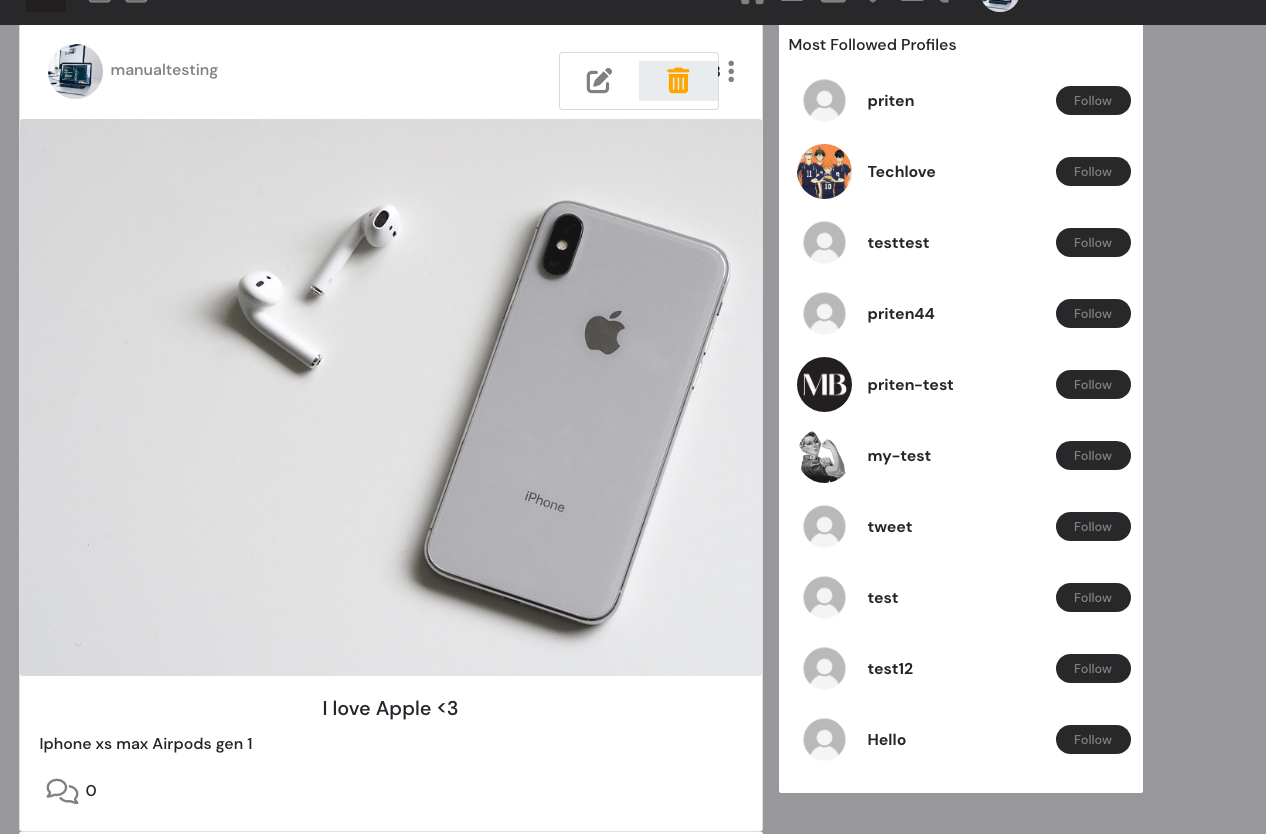 manualtesting
iPhone
I love Apple <3
Iphone xs max Airpods gen 1
0
Most Followed Profiles
priten
Follow
Techlove
Follow
testtest
Follow
priten44
Follow
MB
priten-test
Follow
my-test
Follow
tweet
Follow
test
Follow
test12
Follow
Hello
Follow